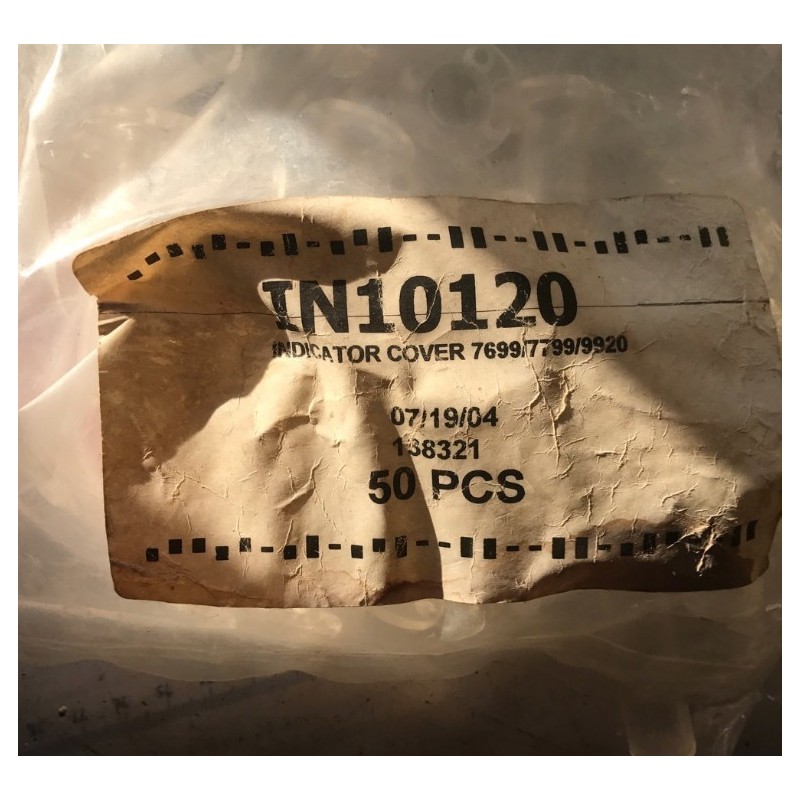 IN10120
INDICATOR COVER 7699/7799/9920
07/19/04
138321
50 PCS